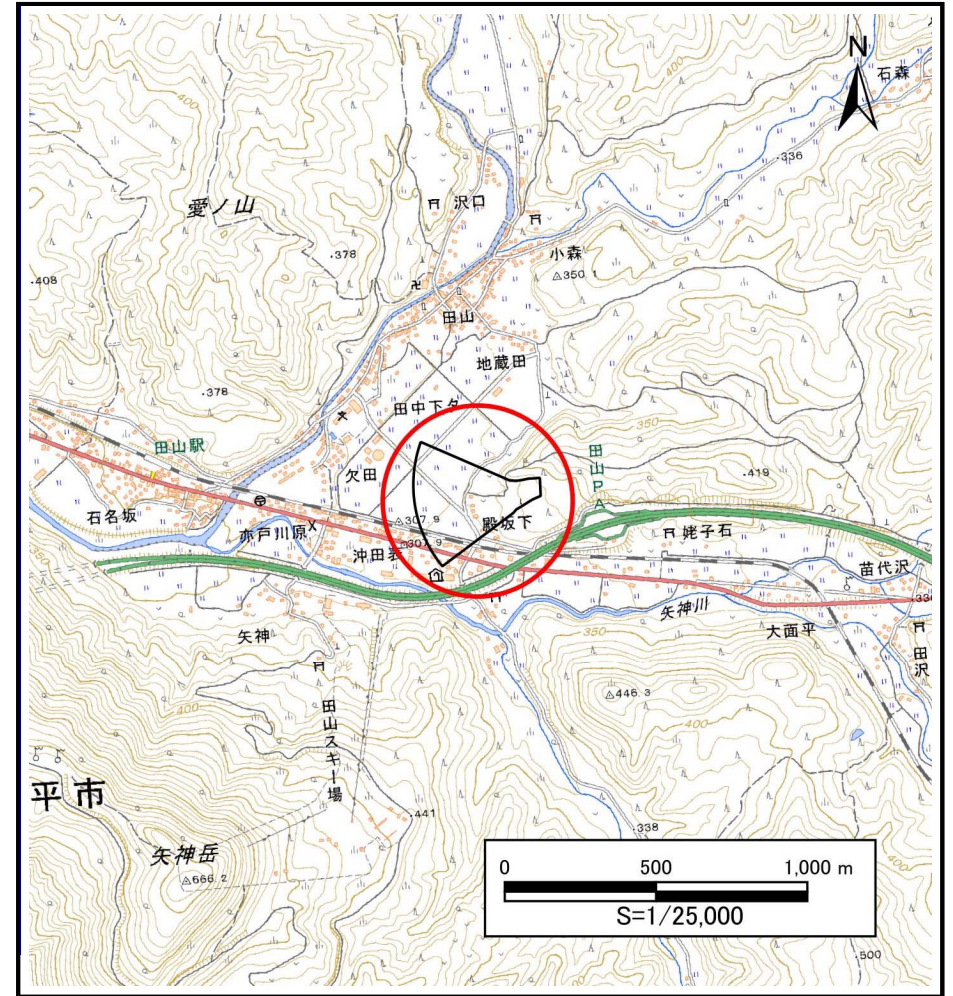 N
石森
400
400
336
愛ノ山
沢口
378
小森
408
350.1
田山
地蔵田
378
田中下タ
350
田山駅
欠田
田山PA
419
307.9
石名坂
殿坂下
赤戸川原
307.9
姥子石
苗代沢
矢神川
矢神
350
大面平
田沢
446.3
400
400
田山スキー場
平市
441
338
矢神岳
666.2
500
0 500 1,000 m
S=1/25,000